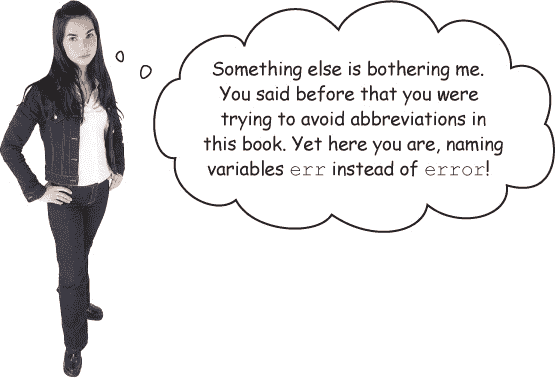 Something else is bothering me.
You said before that you were
trying to avoid abbreviations in
this book. Yet here you are, naming
variables err instead of error!